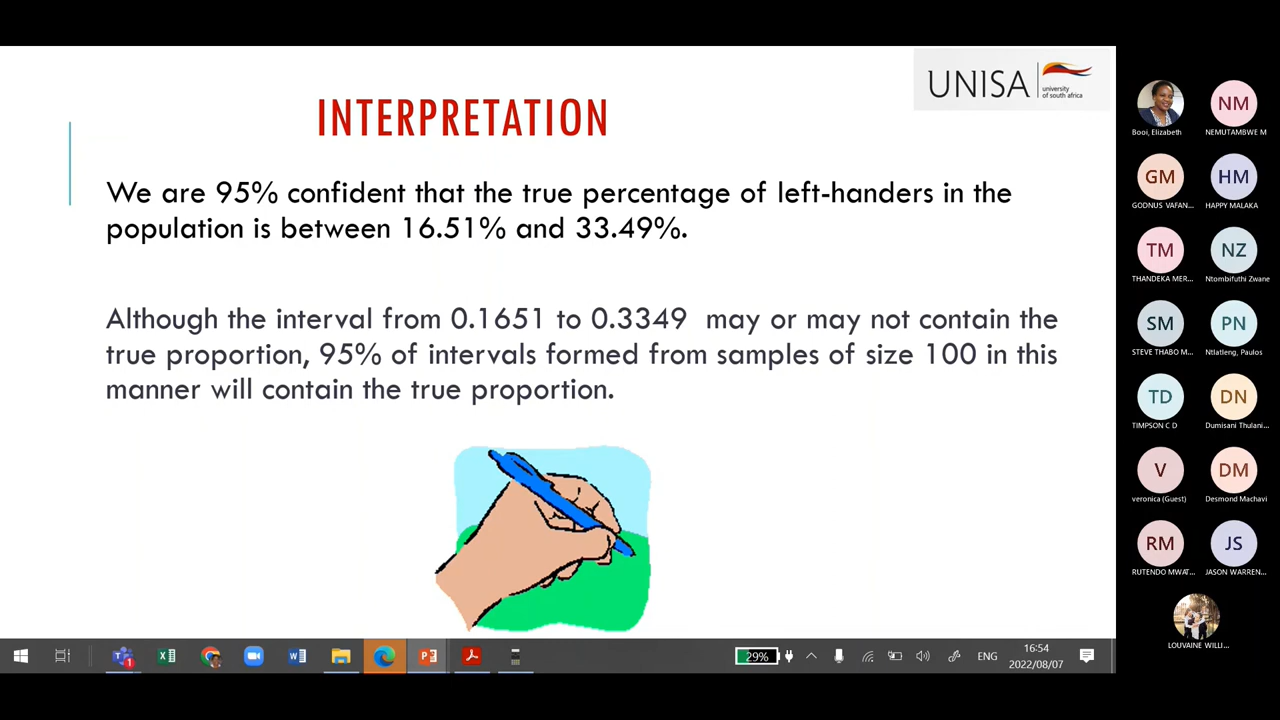 UNISA
university
of south africa
INTERPRETATION
We are 95% confident that the true percentage of left-handers in the
population is between 16.51% and 33.49%.
Although the interval from 0.1651 to 0.3349 may or may not contain the
true proportion, 95% of intervals formed from samples of size 100 in this
manner will contain the true proportion.
Booi, Elizabeth
NM
NEMUTAMBWE M
GM
GODNUS VAFAN...
HM
HAPPY MALAKA
TM
THANDEKA MER...
NZ
Ntombifuthi Zwane
SM
STEVE THABO M...
PN
Ntlatleng, Paulos
TD
TIMPSON C D
DN
Dumisani Thulani...
V
veronica (Guest)
DM
Desmond Machavi
RM
RUTENDO MWAT...
JS
JASON WARREN...
LOUVAINE WILLI...
29%
ENG
16:54
2022/08/07